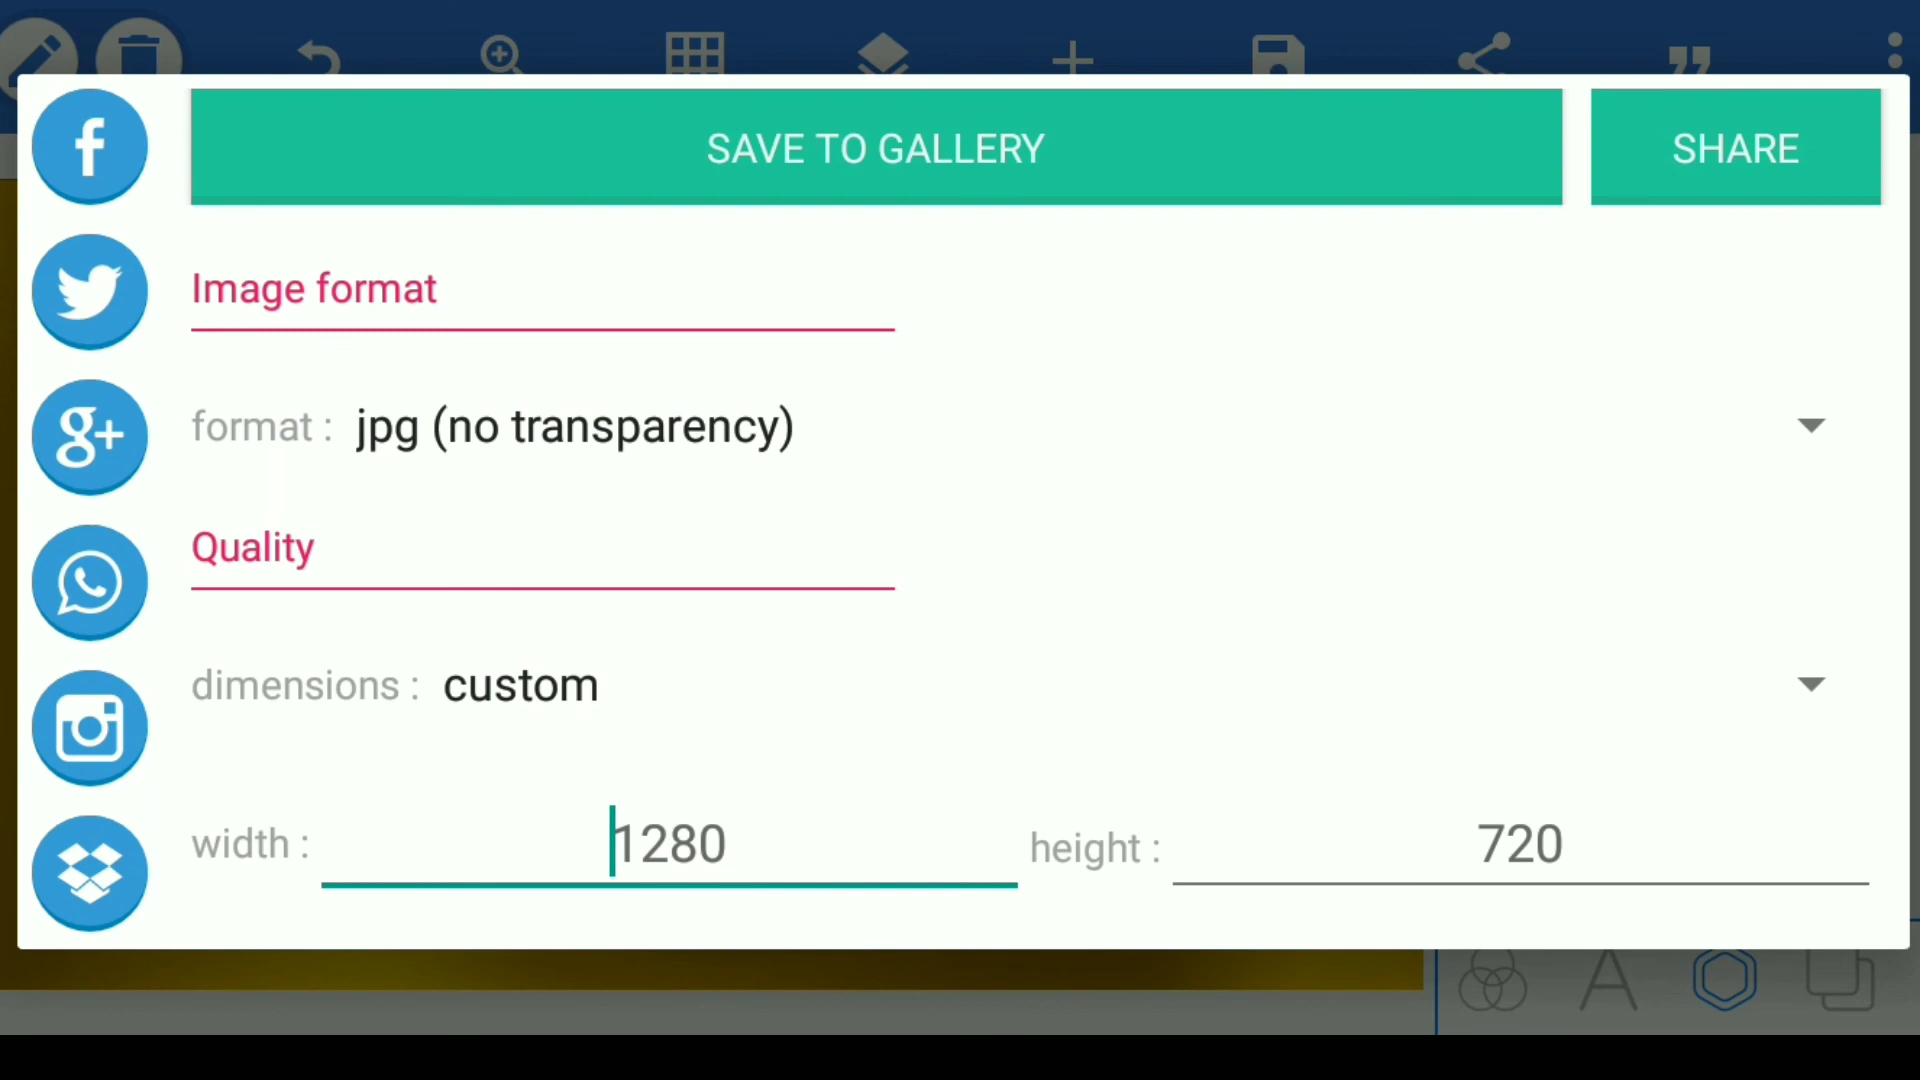 SAVE TO GALLERY
SHARE
Image format
format : jpg (no transparency)
Quality
dimensions : custom
width : 1280 height : 720